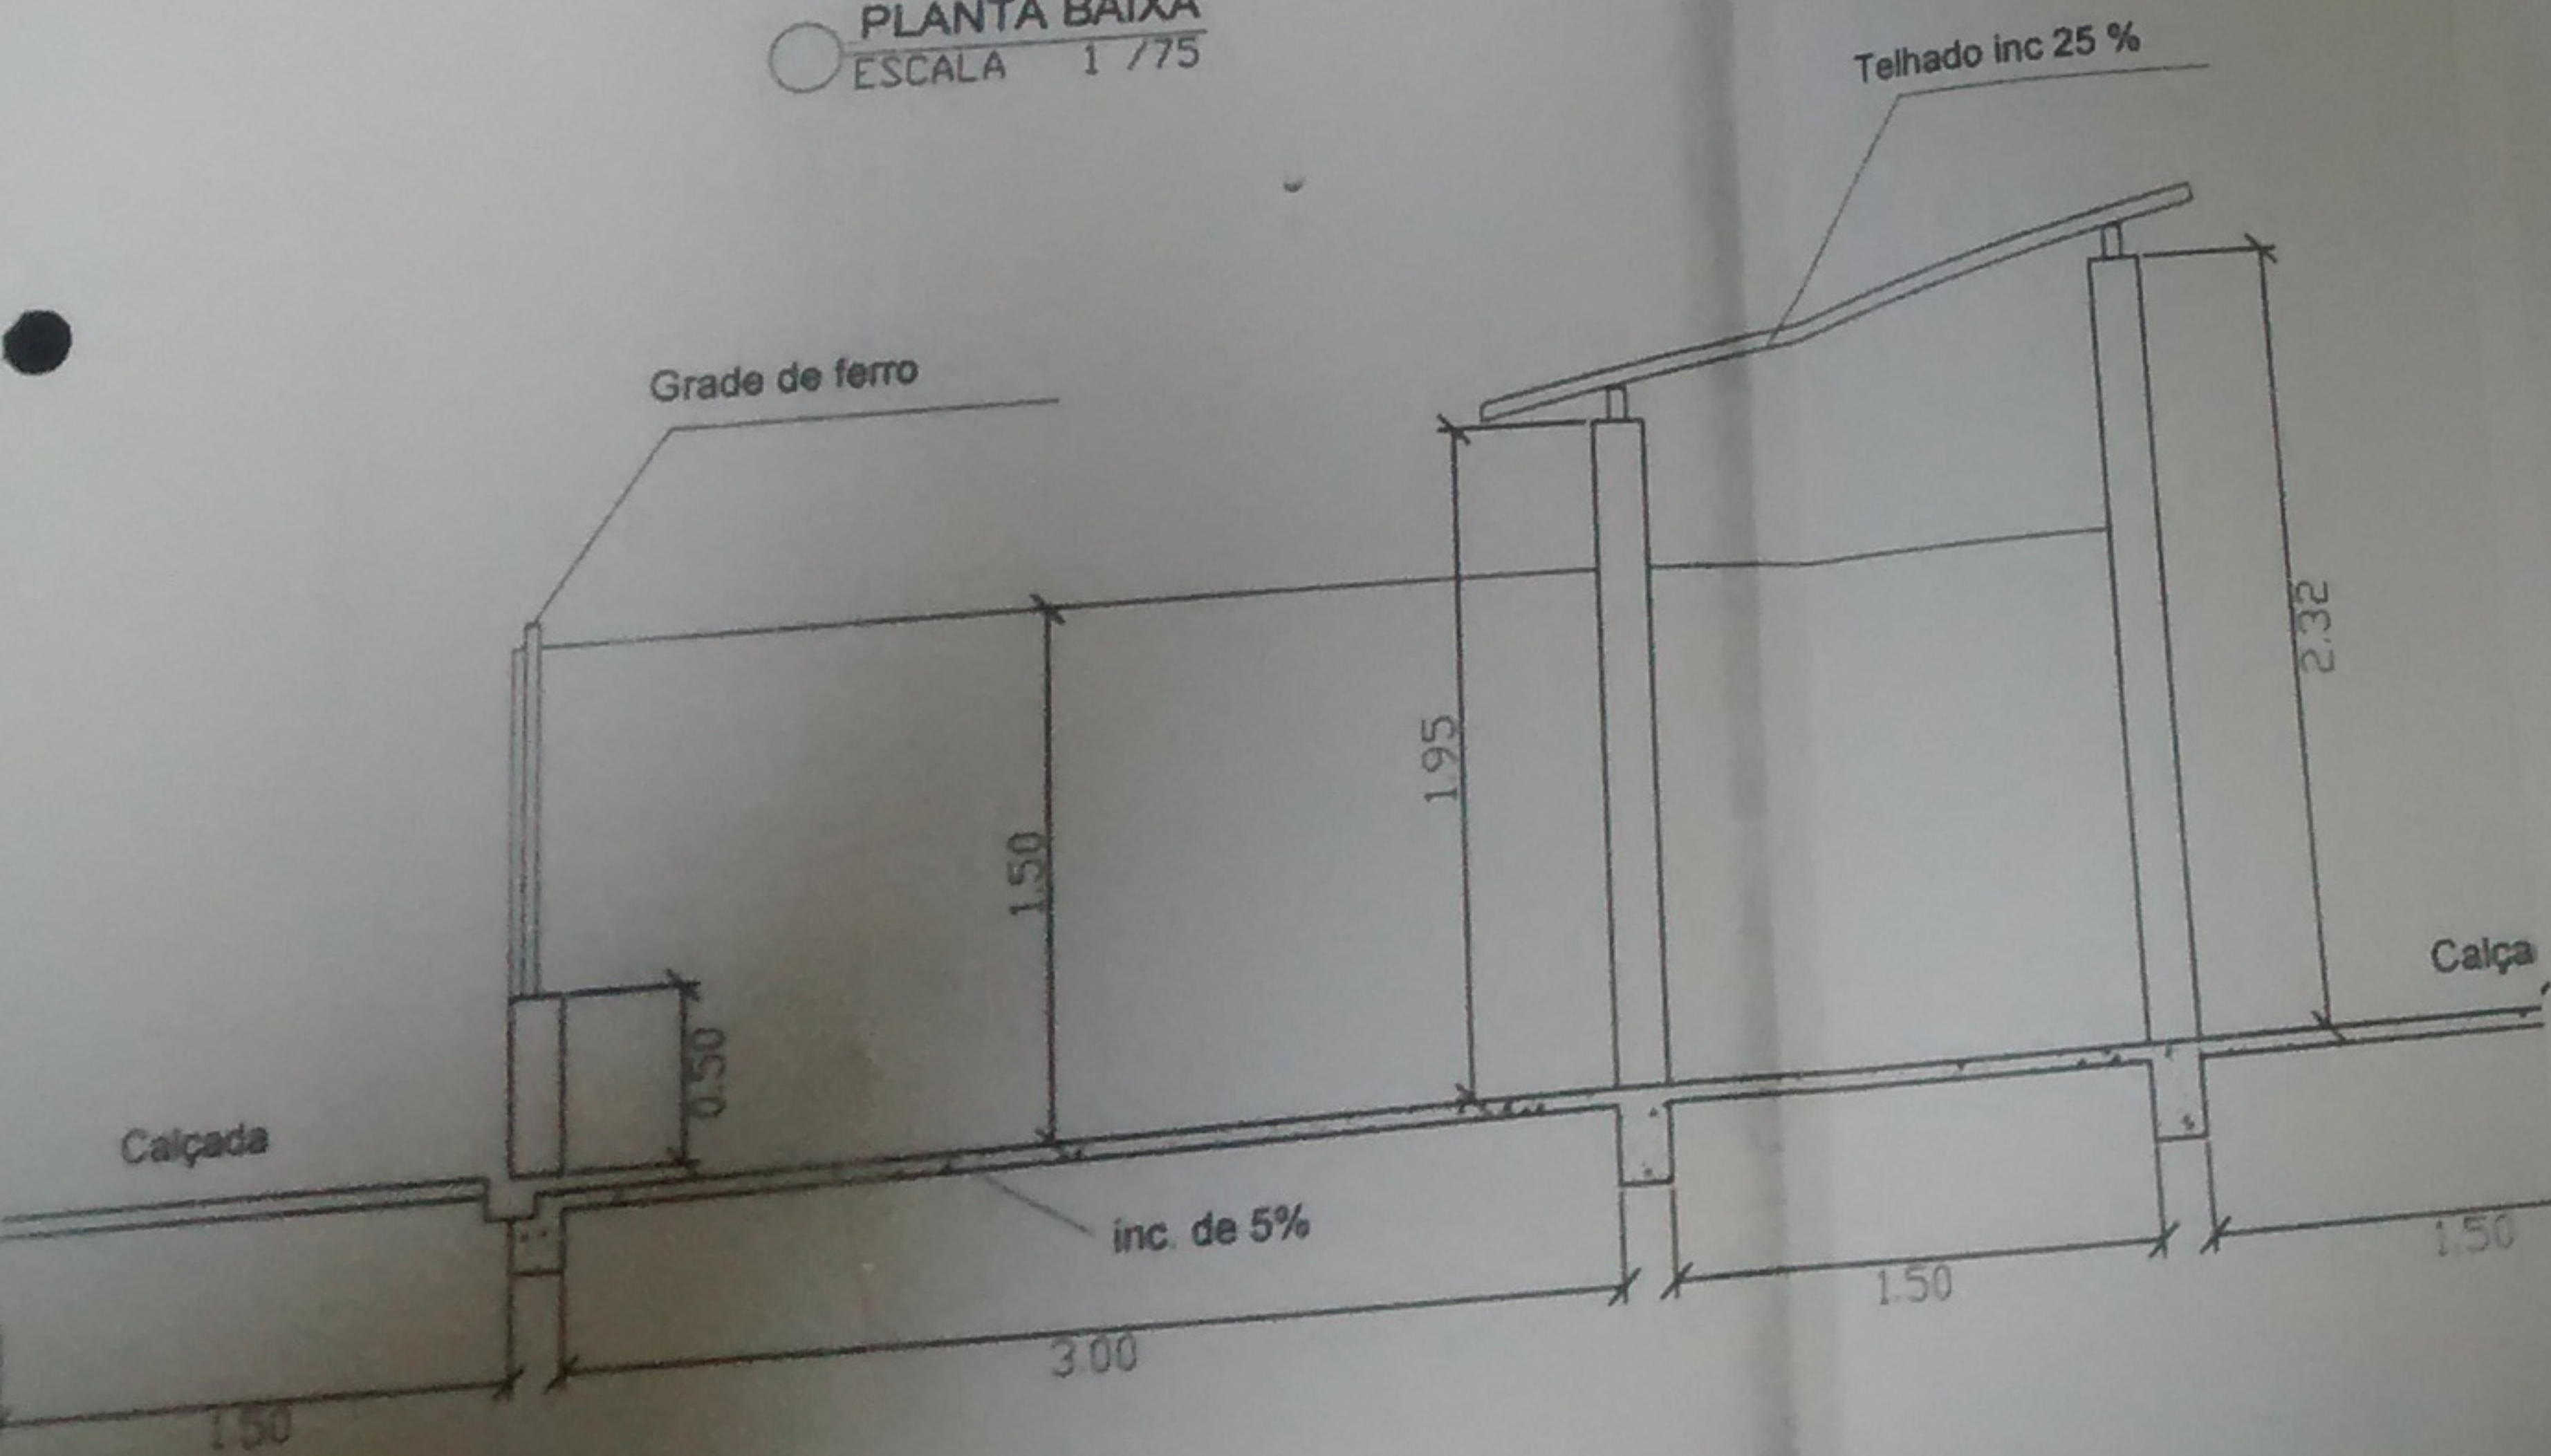 PLANTA BAIXA
ESCALA 1 /75
Telhado inc 25 %
Grade de ferro
2.32
1.95
1.50
0.50
Calça
Calçada
inc. de 5%
1.50
1.50
3.00
1.50